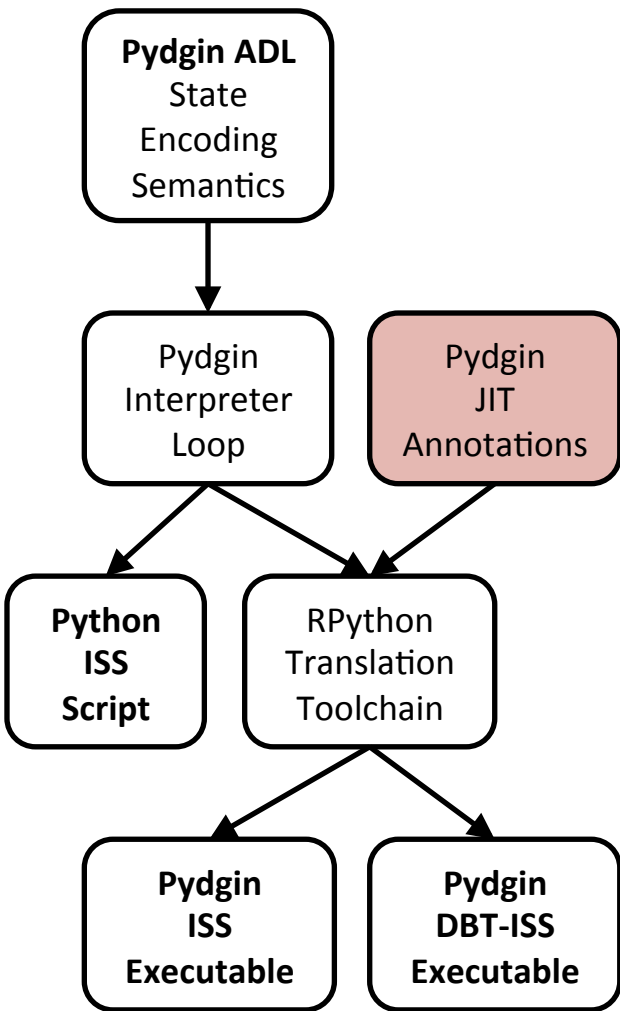 Pydgin ADL
State
Encoding
Semantics
Pydgin
Interpreter
Loop
Pydgin
JIT
Annotations
Python
ISS
Script
RPython
Translation
Toolchain
Pydgin
ISS
Executable
Pydgin
DBT-ISS
Executable